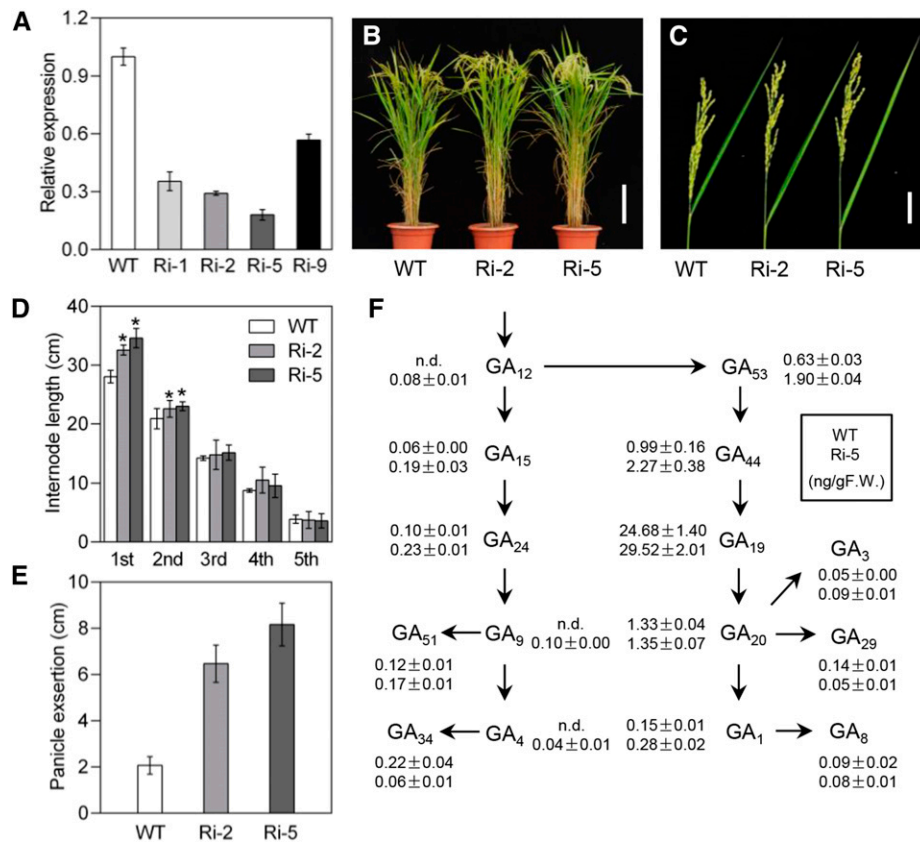 A
Relative expression
1.2
0.9
0.6
0.3
0.0
WT Ri-1 Ri-2 Ri-5 Ri-9
B
WT Ri-2 Ri-5
C
WT Ri-2 Ri-5
D
Internode length (cm)
40
30
20
10
0
* * * *
WT
Ri-2
Ri-5
1st 2nd 3rd 4th 5th
E
Panicle exsertion (cm)
10
8
6
4
2
0
WT Ri-2 Ri-5
F
n.d.
0.08±0.01
GA12
GA53
0.63±0.03
1.90±0.04
0.06±0.00
0.19±0.03
GA15
0.99±0.16
2.27±0.38
GA44
WT
Ri-5
(ng/gF.W.)
0.10±0.01
0.23±0.01
GA24
24.68±1.40
29.52±2.01
GA19
GA3
0.05±0.00
0.09±0.01
GA51
0.12±0.01
0.17±0.01
GA9
n.d.
0.10±0.00
1.33±0.04
1.35±0.07
GA20
GA29
0.14±0.01
0.05±0.01
GA34
0.22±0.04
0.06±0.01
GA4
n.d.
0.04±0.01
0.15±0.01
0.28±0.02
GA1
GA8
0.09±0.02
0.08±0.01